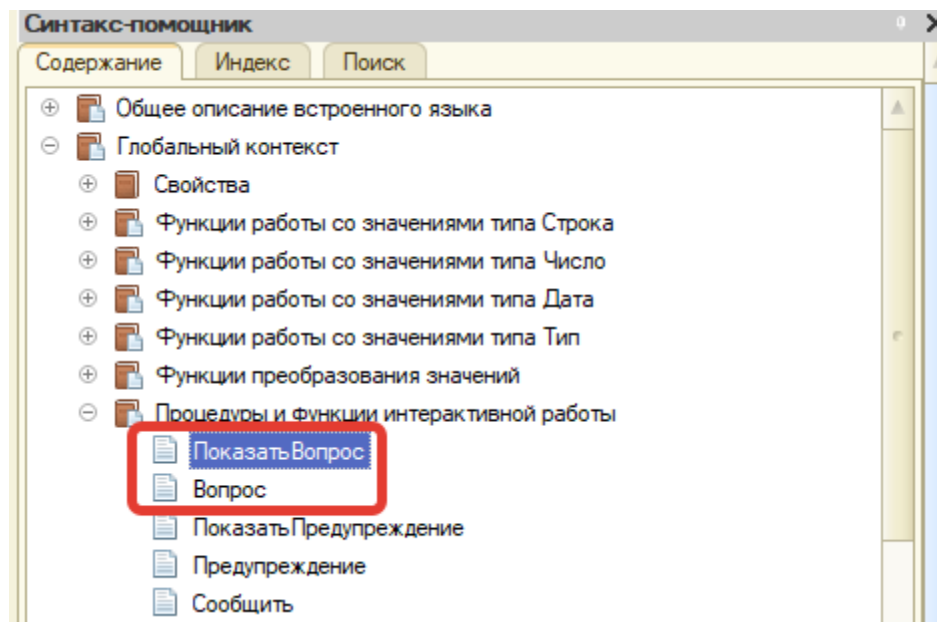 Синтакс-помощник
Содержание Индекс Поиск
Общее описание встроенного языка
Глобальный контекст
Свойства
Функции работы со значениями типа Строка
Функции работы со значениями типа Число
Функции работы со значениями типа Дата
Функции работы со значениями типа Тип
Функции преобразования значений
Процедуры и функции интерактивной работы
ПоказатьВопрос
Вопрос
ПоказатьПредупреждение
Предупреждение
Сообщить